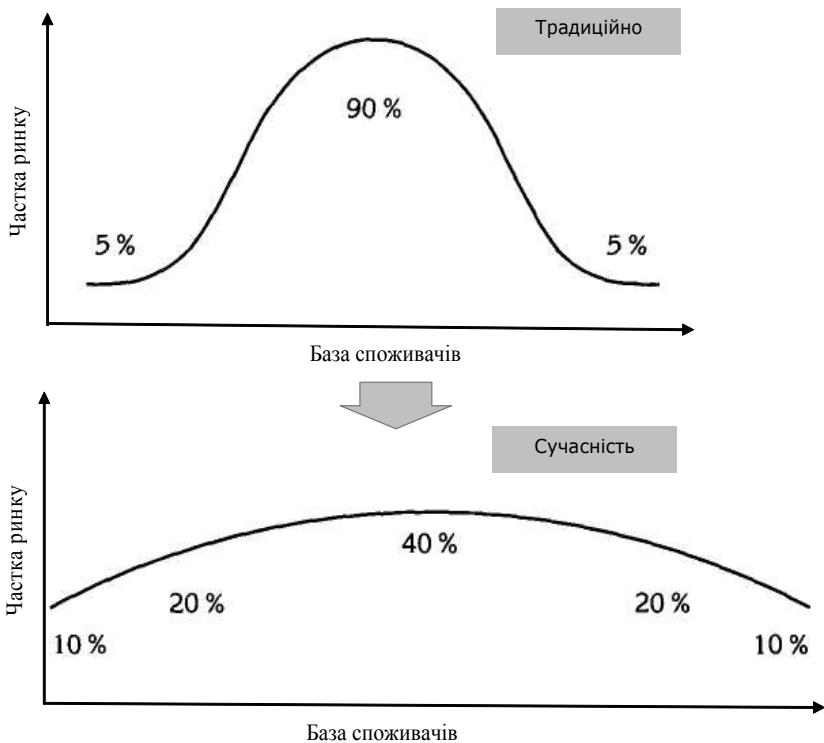 Традиційно
90 %
Частка ринку
5 %
5 %
База споживачів
Сучасність
40 %
Частка ринку
20 %
20 %
10 %
10 %
База споживачів